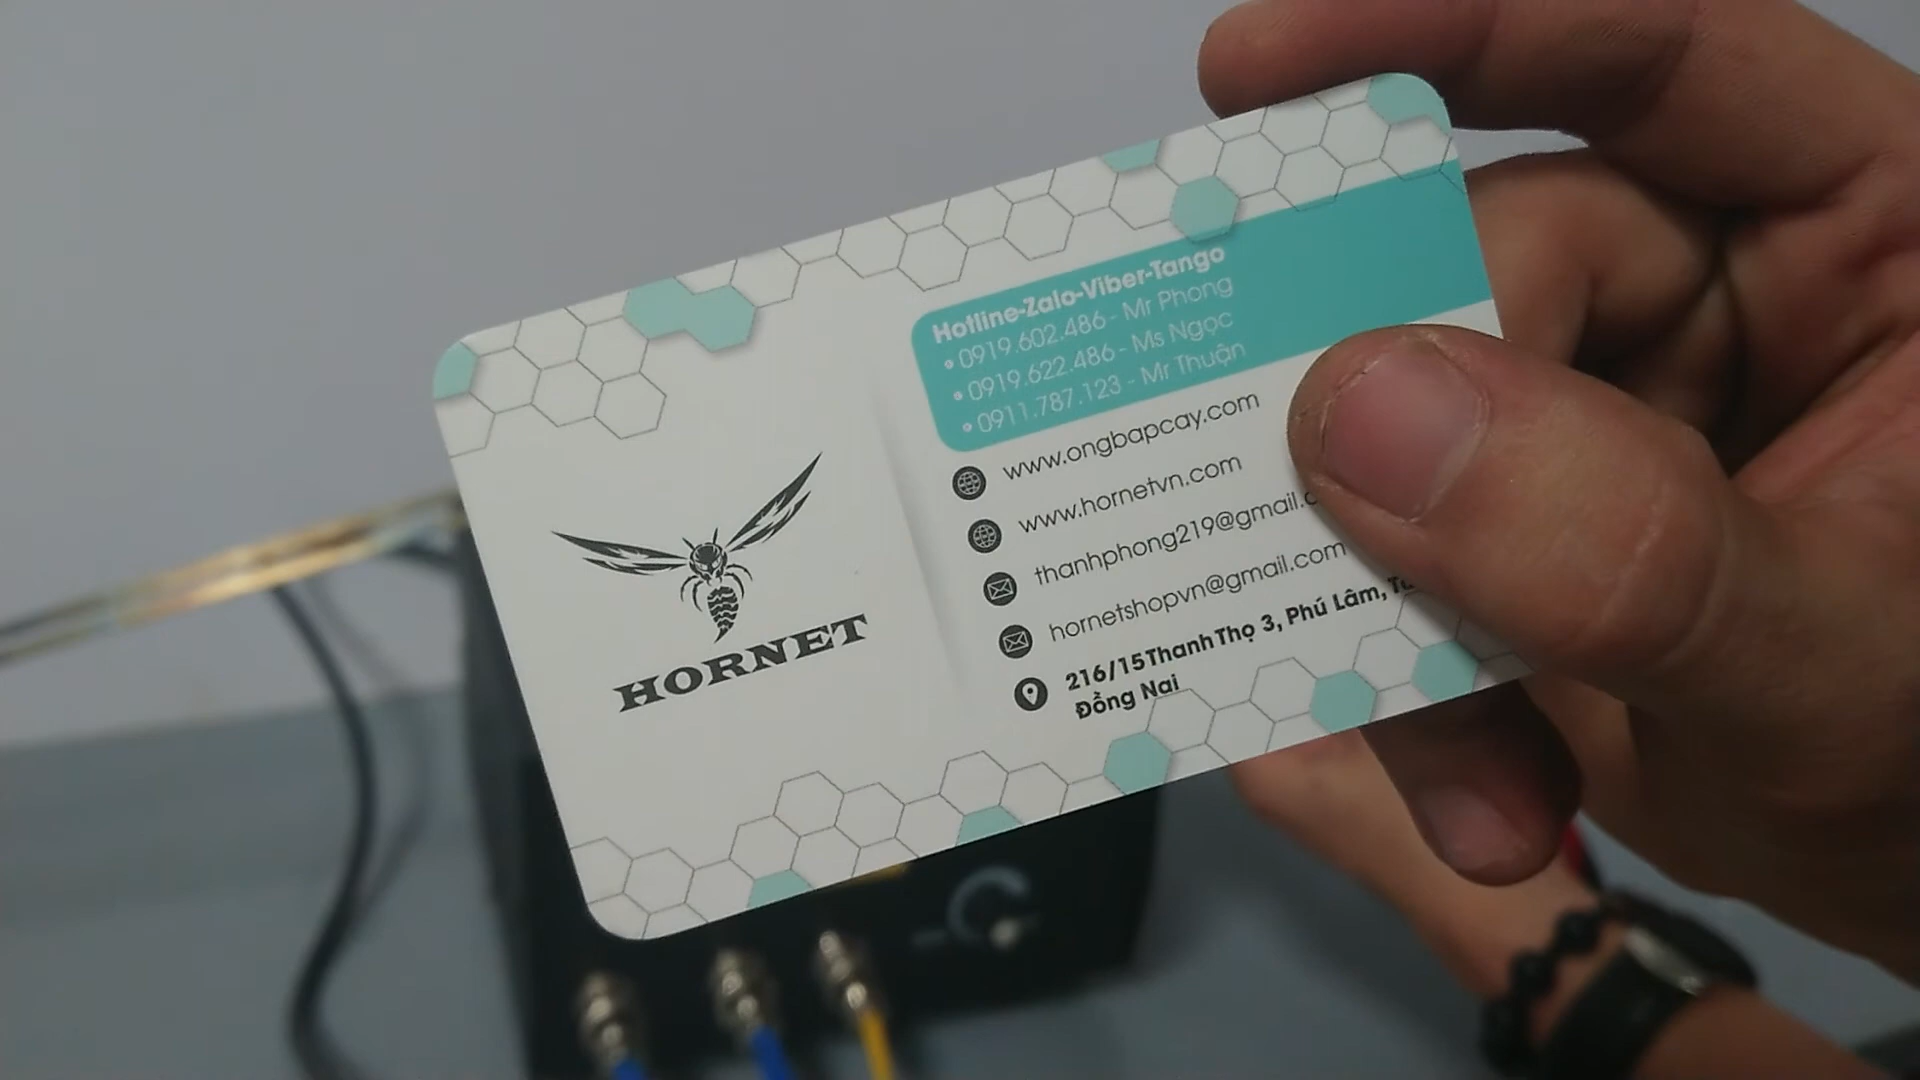 HORNET
Hotline-Zalo-Viber-Tango
• 0919.602.486 - Mr Phong
• 0919.622.486 - Ms Ngọc
• 0911.787.123 - Mr Thuận
www.ongbapcay.com
www.hornetvn.com
thanhphong219@gmail.c
hornetshopvn@gmail.com
216/15 Thanh Thọ 3, Phú Lâm,
Đồng Nai